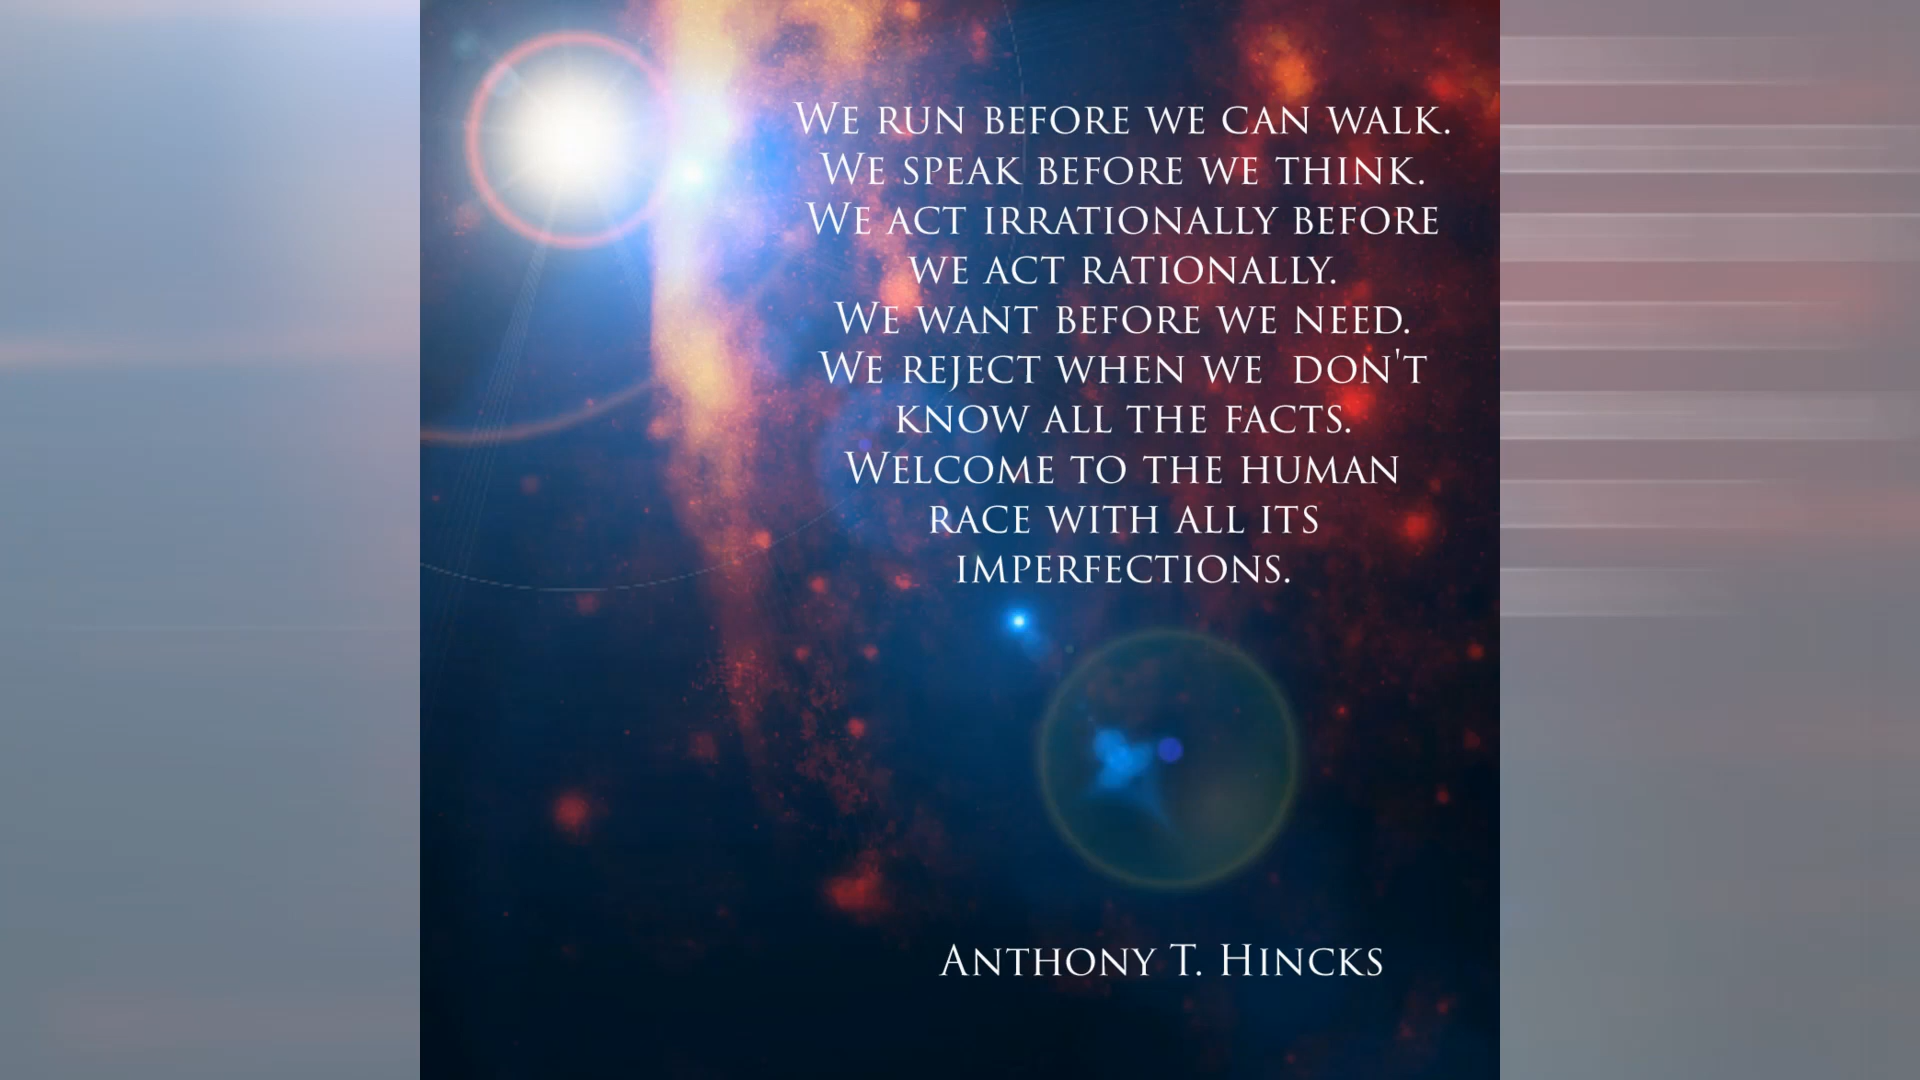 We run before we can walk.
We speak before we think.
We act irrationally before
we act rationally.
We want before we need.
We reject when we  don't
know all the facts.
Welcome to the human
race with all its
imperfections.
Anthony T. Hincks